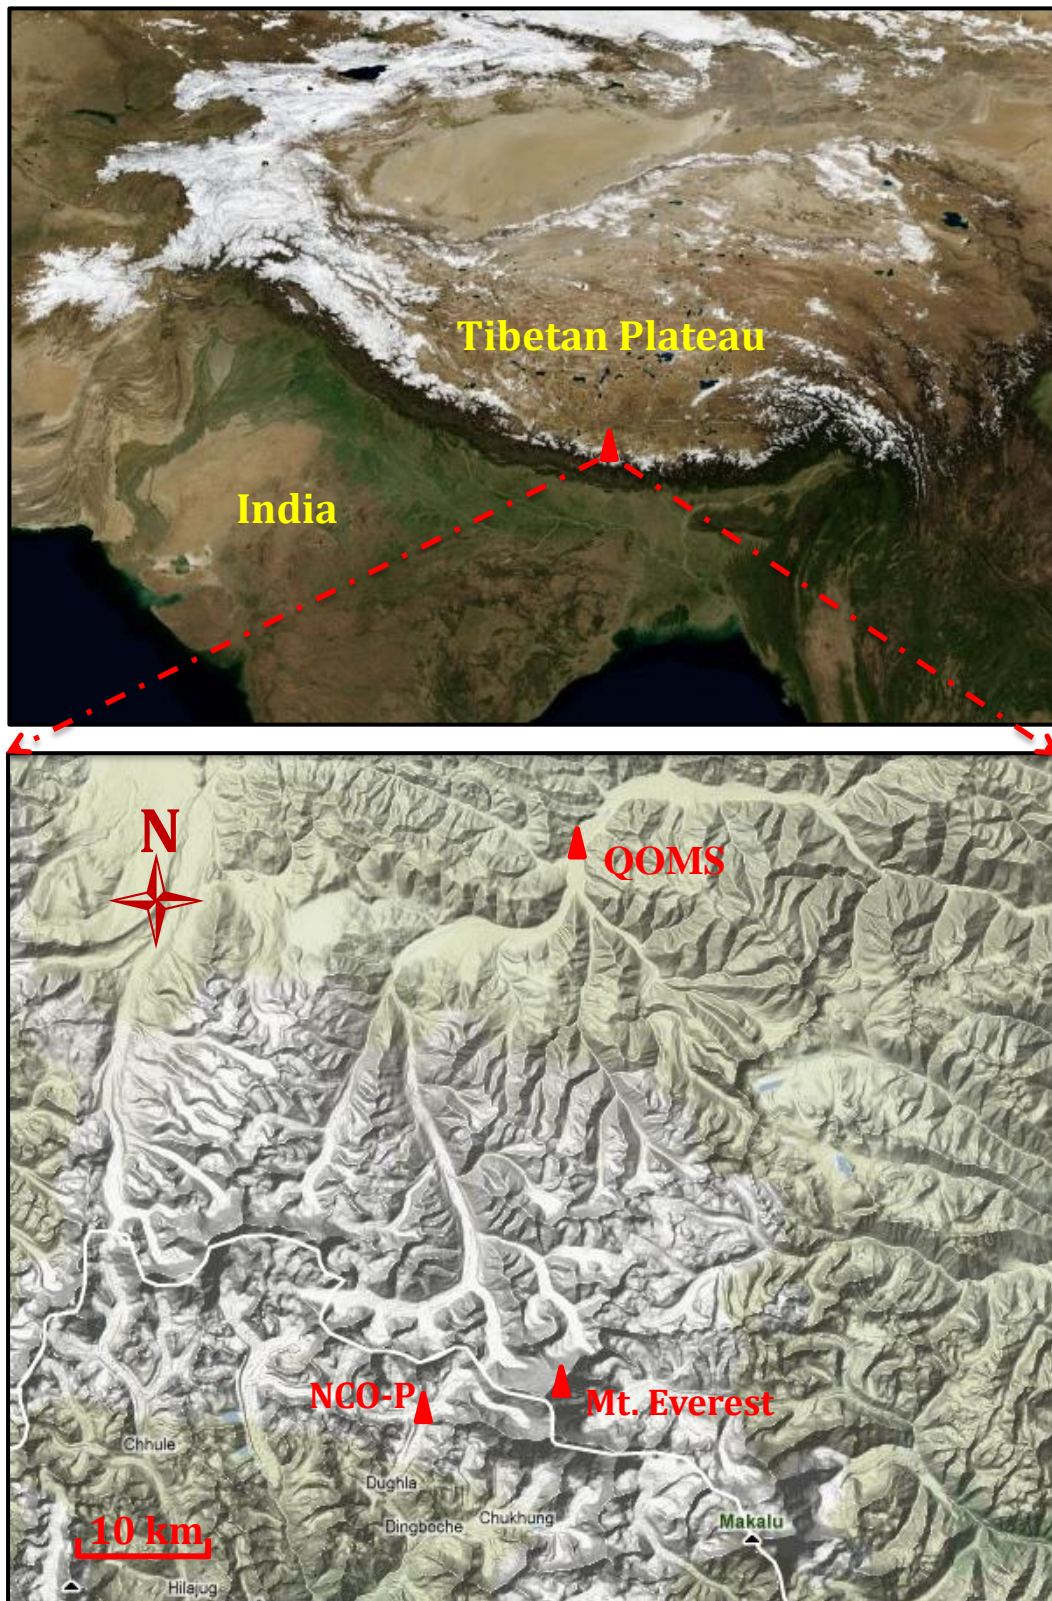 Tibetan Plateau
India
N
QOMS
NCO-P
Mt. Everest
Chhule
Dughla
Chukhung
Dingboche
Makalu
10 km
Hilajug